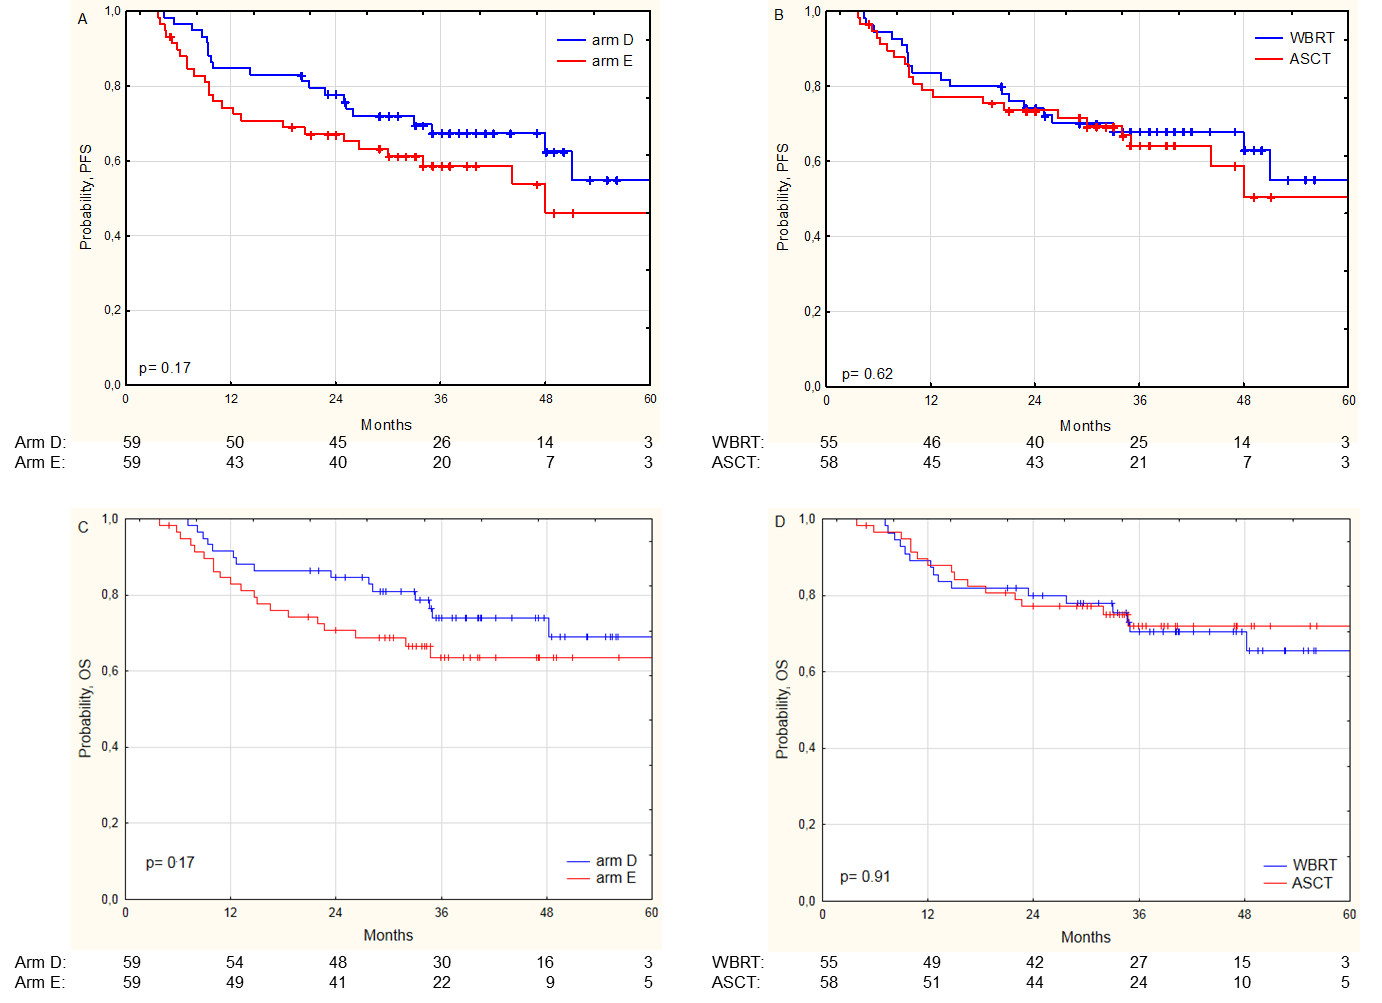 A
1,0
arm D
arm E
0,8
0,6
0,4
0,2
0,0
Probability, PFS
p= 0.17
0 12 24 36 48 60
Months
Arm D: 59 50 45 26 14 3
Arm E: 59 43 40 20 7 3
B
1,0
WBRT
ASCT
0,8
0,6
0,4
0,2
0,0
Probability, PFS
p= 0.62
0 12 24 36 48 60
Months
WBRT: 55 46 40 25 14 3
ASCT: 58 45 43 21 7 3
C
1,0
0,8
0,6
0,4
0,2
0,0
Probability, OS
p= 0.17
arm D
arm E
0 12 24 36 48 60
Months
Arm D: 59 54 48 30 16 3
Arm E: 59 49 41 22 9 5
D
1,0
0,8
0,6
0,4
0,2
0,0
Probability, OS
p= 0.91
WBRT
ASCT
0 12 24 36 48 60
Months
WBRT: 55 49 42 27 15 3
ASCT: 58 51 44 24 10 5